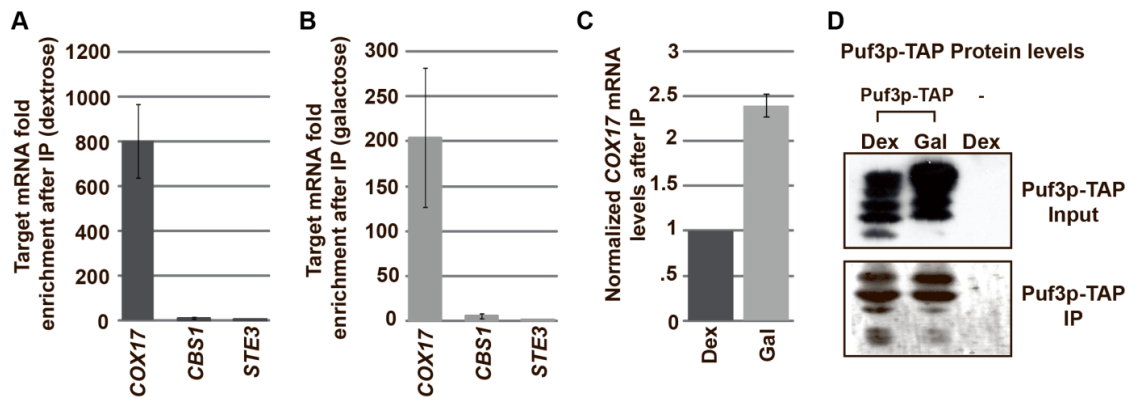 A
Target mRNA fold
enrichment after IP (dextrose)
1200
1000
800
600
400
200
0
COX17
CBS1
STE3
B
Target mRNA fold
enrichment after IP (galactose)
300
250
200
150
100
50
0
COX17
CBS1
STE3
C
Normalized COX17 mRNA
levels after IP
3
2.5
2
1.5
1
.5
0
Dex
Gal
D
Puf3p-TAP Protein levels
Puf3p-TAP -
Dex Gal Dex
Puf3p-TAP
Input
Puf3p-TAP
IP